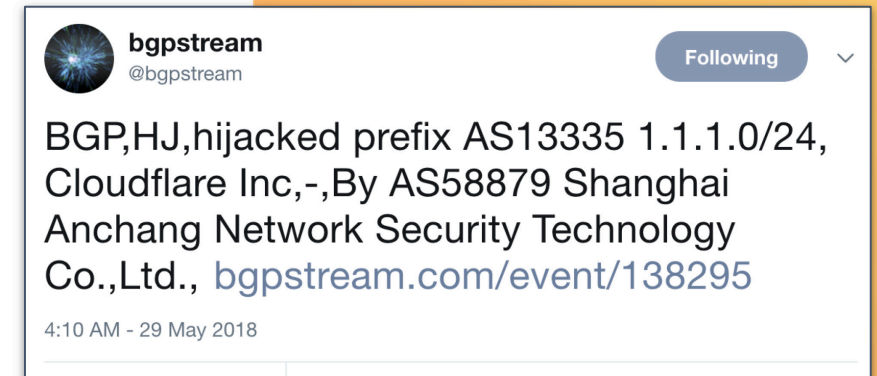 bgpstream
@bgpstream
Following
BGP,HJ,hijacked prefix AS13335 1.1.1.0/24,
Cloudflare Inc,-,By AS58879 Shanghai
Anchang Network Security Technology
Co.,Ltd., bgpstream.com/event/138295
4:10 AM - 29 May 2018